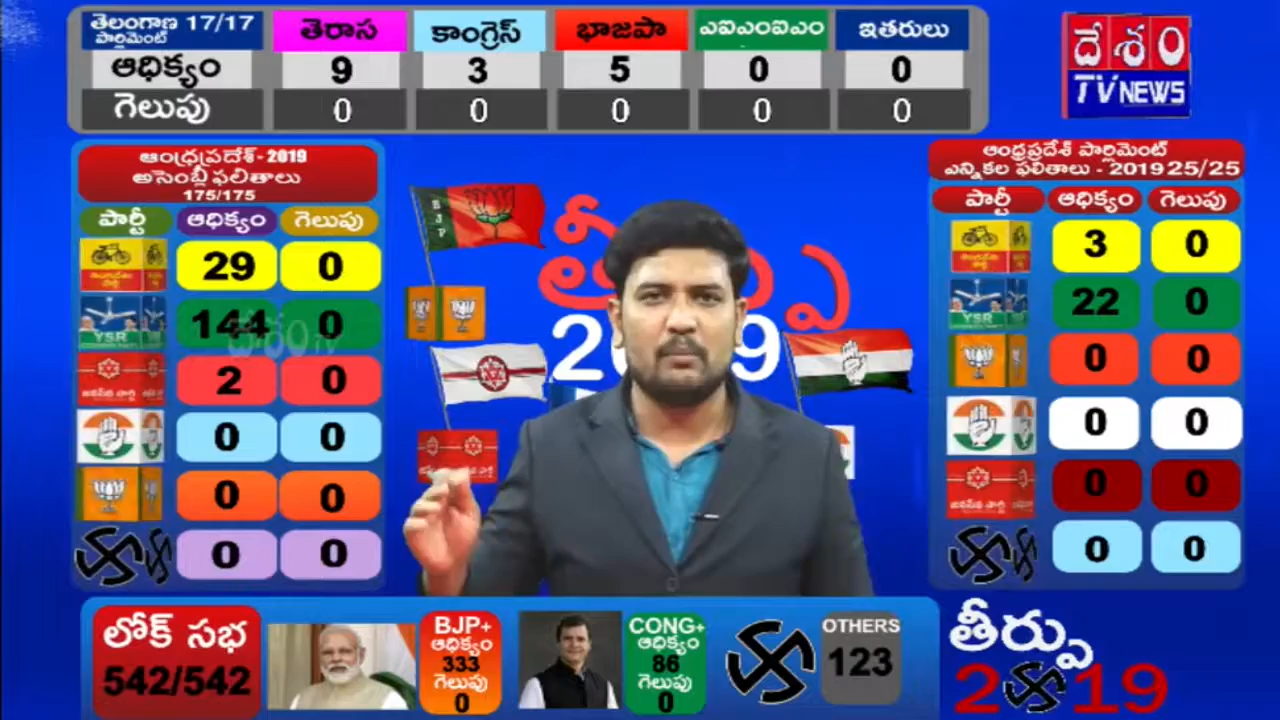 తెలంగాణ 17/17
పార్లమెంట్
తెరాస
కాంగ్రెస్
భాజపా
ఎఐఎంఐఎం
ఇతరులు
ఆధిక్యం
9
3
5
0
0
గెలుపు
0
0
0
0
0
దేశం
TV NEWS
ఆంధ్రప్రదేశ్- 2019
అసెంబ్లీ ఫలితాలు
175/175
పార్టీ
ఆధిక్యం
గెలుపు
29
0
YSR
144
0
2
0
0
0
0
0
0
0
BJP
2019
ఆంధ్రప్రదేశ్ పార్లమెంట్
ఎన్నికల ఫలితాలు - 2019 25/25
పార్టీ
ఆధిక్యం
గెలుపు
3
0
YSR
22
0
0
0
0
0
0
0
0
0
లోక్ సభ
542/542
BJP+
ఆధిక్యం
333
గెలుపు
0
CONG+
ఆధిక్యం
86
గెలుపు
0
OTHERS
123
తీర్పు
2019